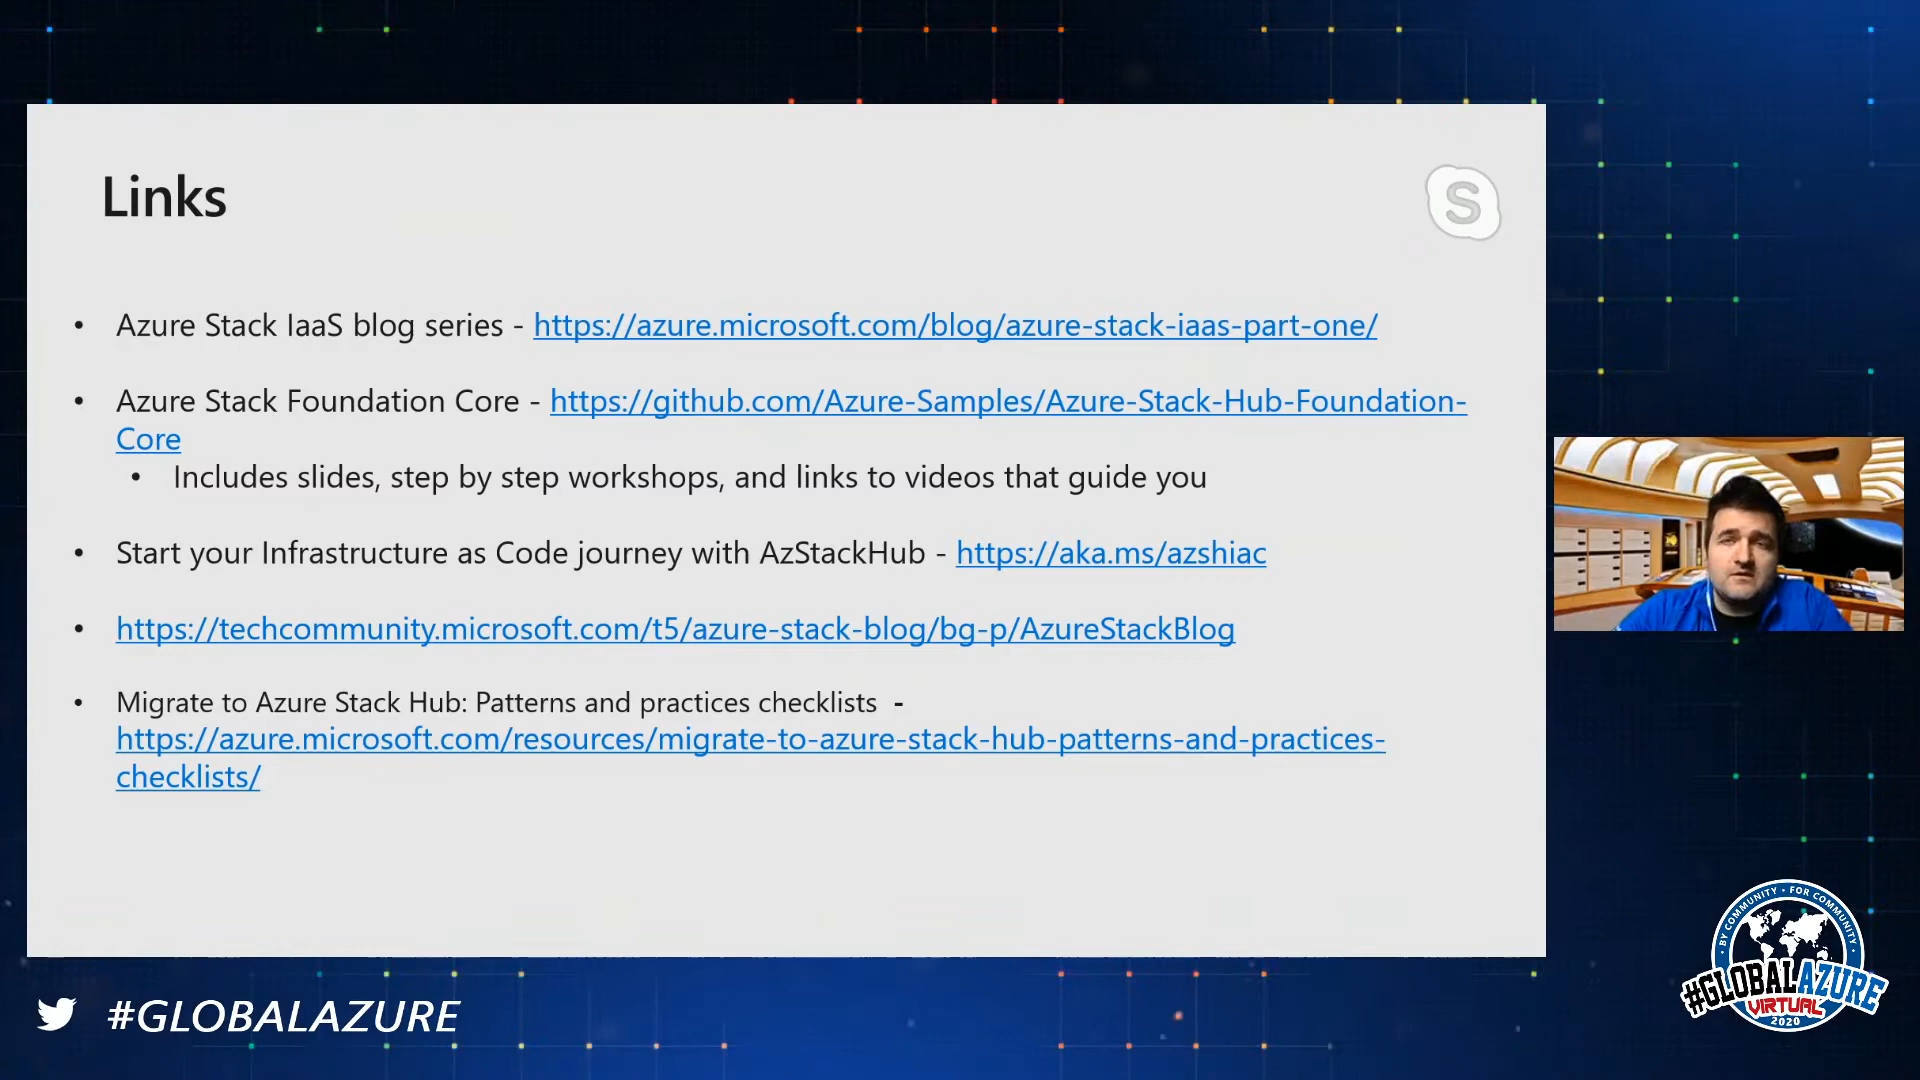 Links
S
• Azure Stack IaaS blog series - https://azure.microsoft.com/blog/azure-stack-iaas-part-one/
• Azure Stack Foundation Core - https://github.com/Azure-Samples/Azure-Stack-Hub-Foundation-
Core
• Includes slides, step by step workshops, and links to videos that guide you
• Start your Infrastructure as Code journey with AzStackHub - https://aka.ms/azshiac
• https://techcommunity.microsoft.com/t5/azure-stack-blog/bg-p/AzureStackBlog
• Migrate to Azure Stack Hub: Patterns and practices checklists -
https://azure.microsoft.com/resources/migrate-to-azure-stack-hub-patterns-and-practices-
checklists/
#GLOBALAZURE
BY COMMUNITY • FOR COMMUNITY
#GLOBALAZURE
VIRTUAL
2020